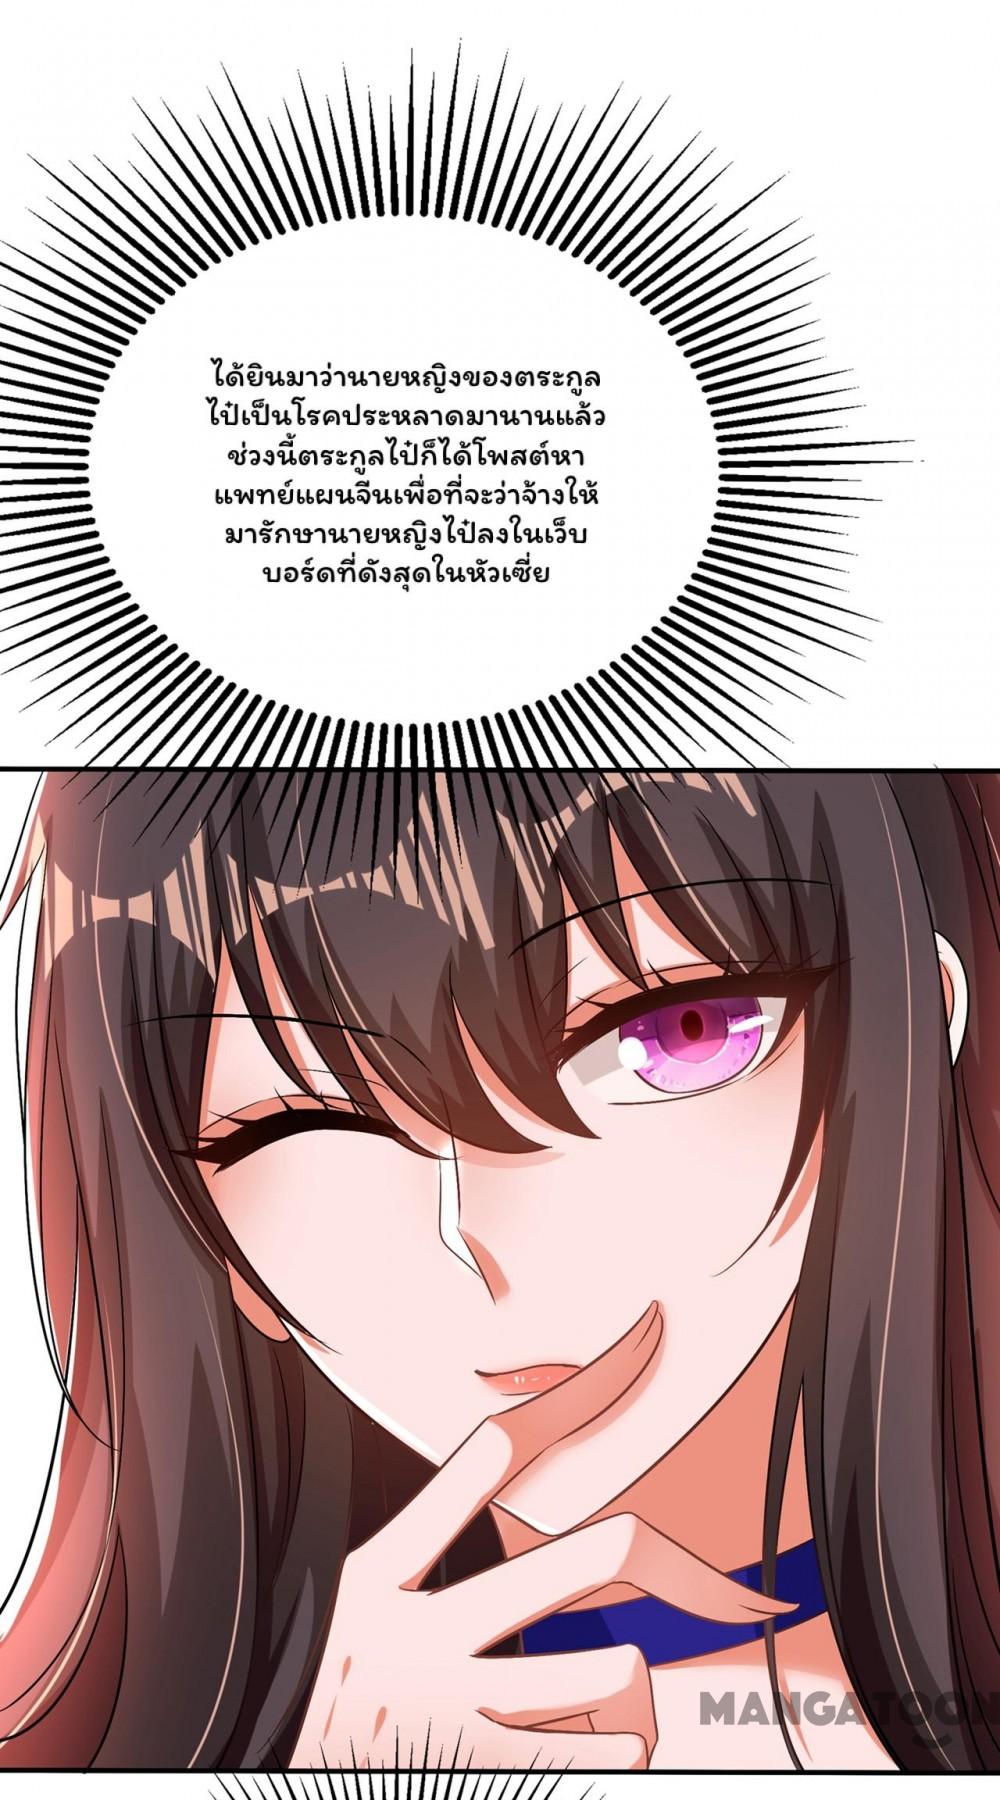 ได้ยินมาว่านายหญิงของตระกูล
ไป๋เป็นโรคประหลาดมานานแล้ว
ช่วงนี้ตระกูลไป๋ก็ได้โพสต์หา
แพทย์แผนจีนเพื่อที่จะว่าจ้างให้
มารักษานายหญิงไป๋ลงในเว็บ
บอร์ดที่ดังสุดในหัวเซี่ย
MANGATOON